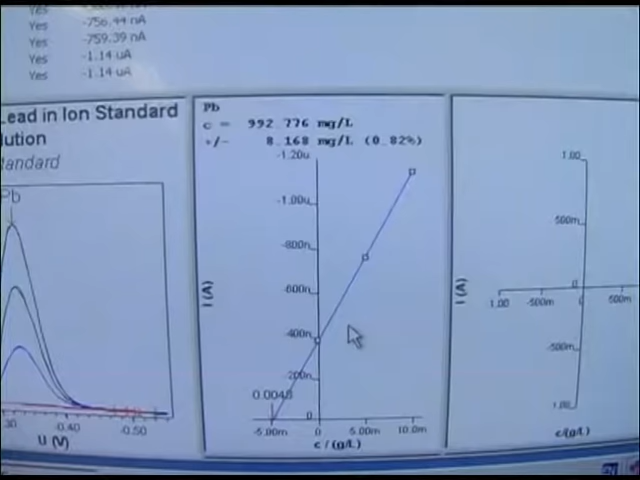 Yes
Yes -756.44 nA
Yes -759.39 nA
Yes -1.14 uA
Yes -1.14 uA
Lead in Ion Standard
lution
tandard
Pb
30 -0.40 -0.50
U (V)
Pb
c = 992.776 mg/L
+/- 8.168 mg/L (0.82%)
-1.20u
-1.00u
-800n
-600n
-400n
-200n
0
I (A)
-5.00m 0 5.00m 10.0m
c / (g/L)
1.00
500m
0
-500m
-1.00
I (A)
-1.00 -500m 0 500m
c/(g/L)